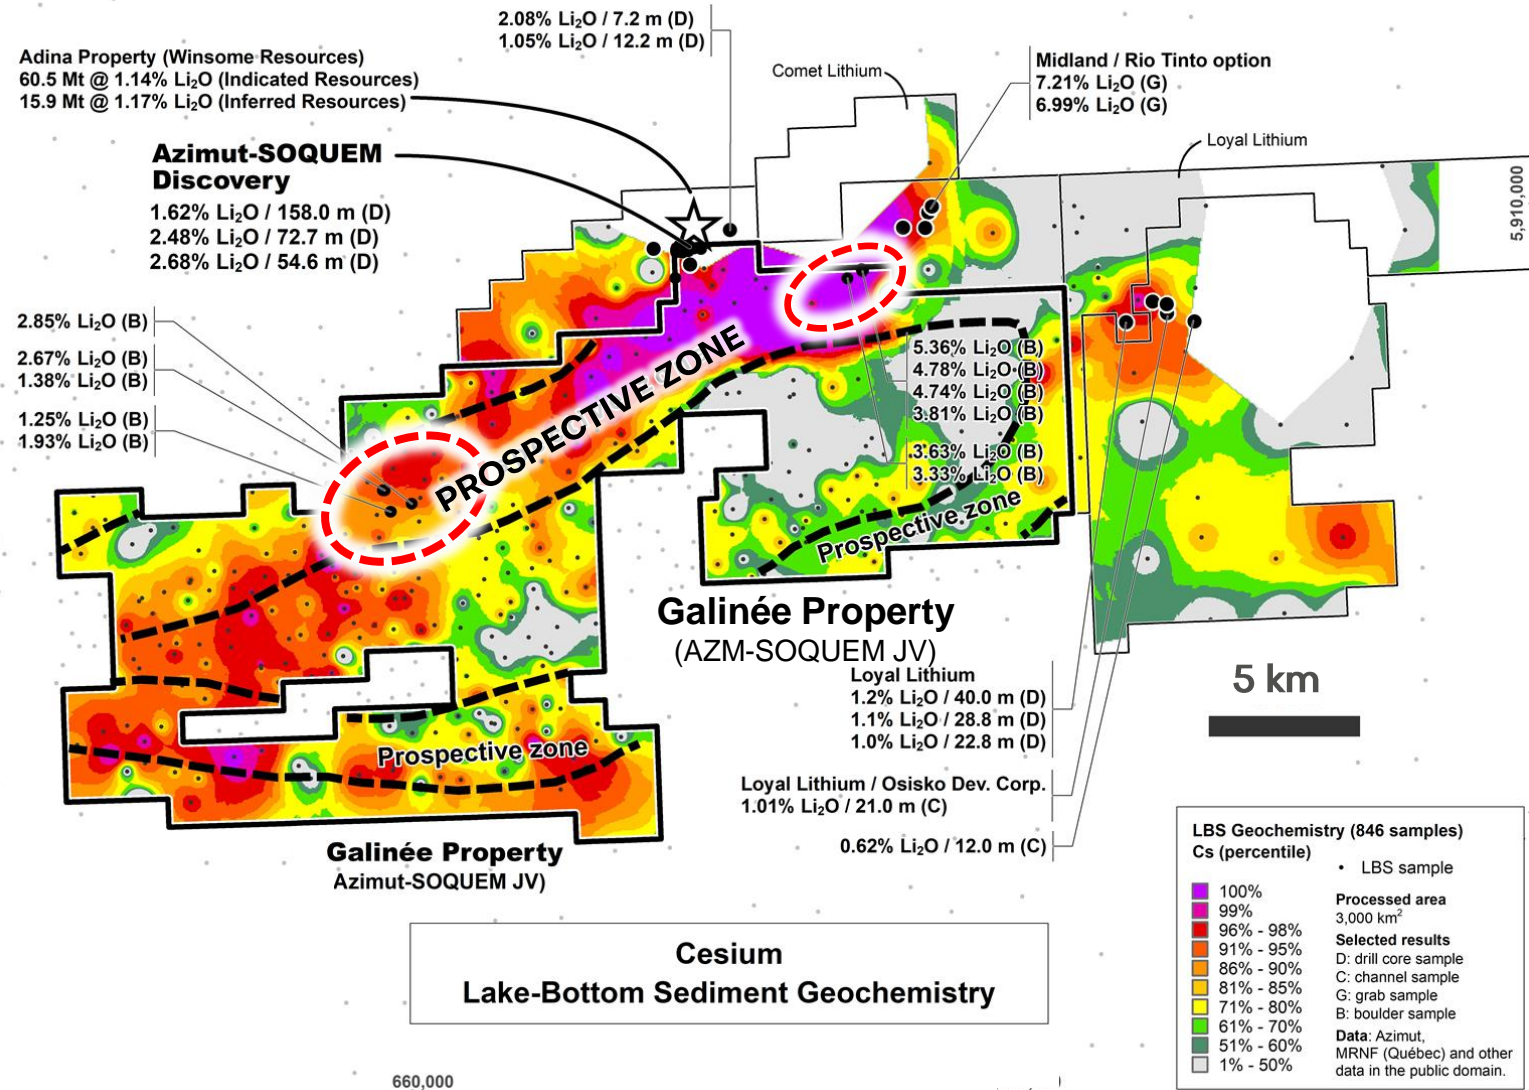 2.08% Li₂O / 7.2 m (D)
1.05% Li₂O / 12.2 m (D)
Adina Property (Winsome Resources)
60.5 Mt @ 1.14% Li₂O (Indicated Resources)
15.9 Mt @ 1.17% Li₂O (Inferred Resources)
Comet Lithium
Midland / Rio Tinto option
7.21% Li₂O (G)
6.99% Li₂O (G)
Loyal Lithium
5,910,000
Azimut-SOQUEM
Discovery
1.62% Li₂O / 158.0 m (D)
2.48% Li₂O / 72.7 m (D)
2.68% Li₂O / 54.6 m (D)
2.85% Li₂O (B)
2.67% Li₂O (B)
1.38% Li₂O (B)
1.25% Li₂O (B)
1.93% Li₂O (B)
PROSPECTIVE ZONE
5.36% Li₂O (B)
4.78% Li₂O (B)
4.74% Li₂O (B)
3.81% Li₂O (B)
3.63% Li₂O (B)
3.33% Li₂O (B)
Prospective zone
Galinée Property
(AZM-SOQUEM JV)
Loyal Lithium
1.2% Li₂O / 40.0 m (D)
1.1% Li₂O / 28.8 m (D)
1.0% Li₂O / 22.8 m (D)
5 km
Prospective zone
Loyal Lithium / Osisko Dev. Corp.
1.01% Li₂O / 21.0 m (C)
0.62% Li₂O / 12.0 m (C)
Galinée Property
Azimut-SOQUEM JV)
Cesium
Lake-Bottom Sediment Geochemistry
660,000
LBS Geochemistry (846 samples)
Cs (percentile)
100%
99%
96% - 98%
91% - 95%
86% - 90%
81% - 85%
71% - 80%
61% - 70%
51% - 60%
1% - 50%
LBS sample
Processed area
3,000 km²
Selected results
D: drill core sample
C: channel sample
G: grab sample
B: boulder sample
Data: Azimut,
MRNF (Québec) and other
data in the public domain.